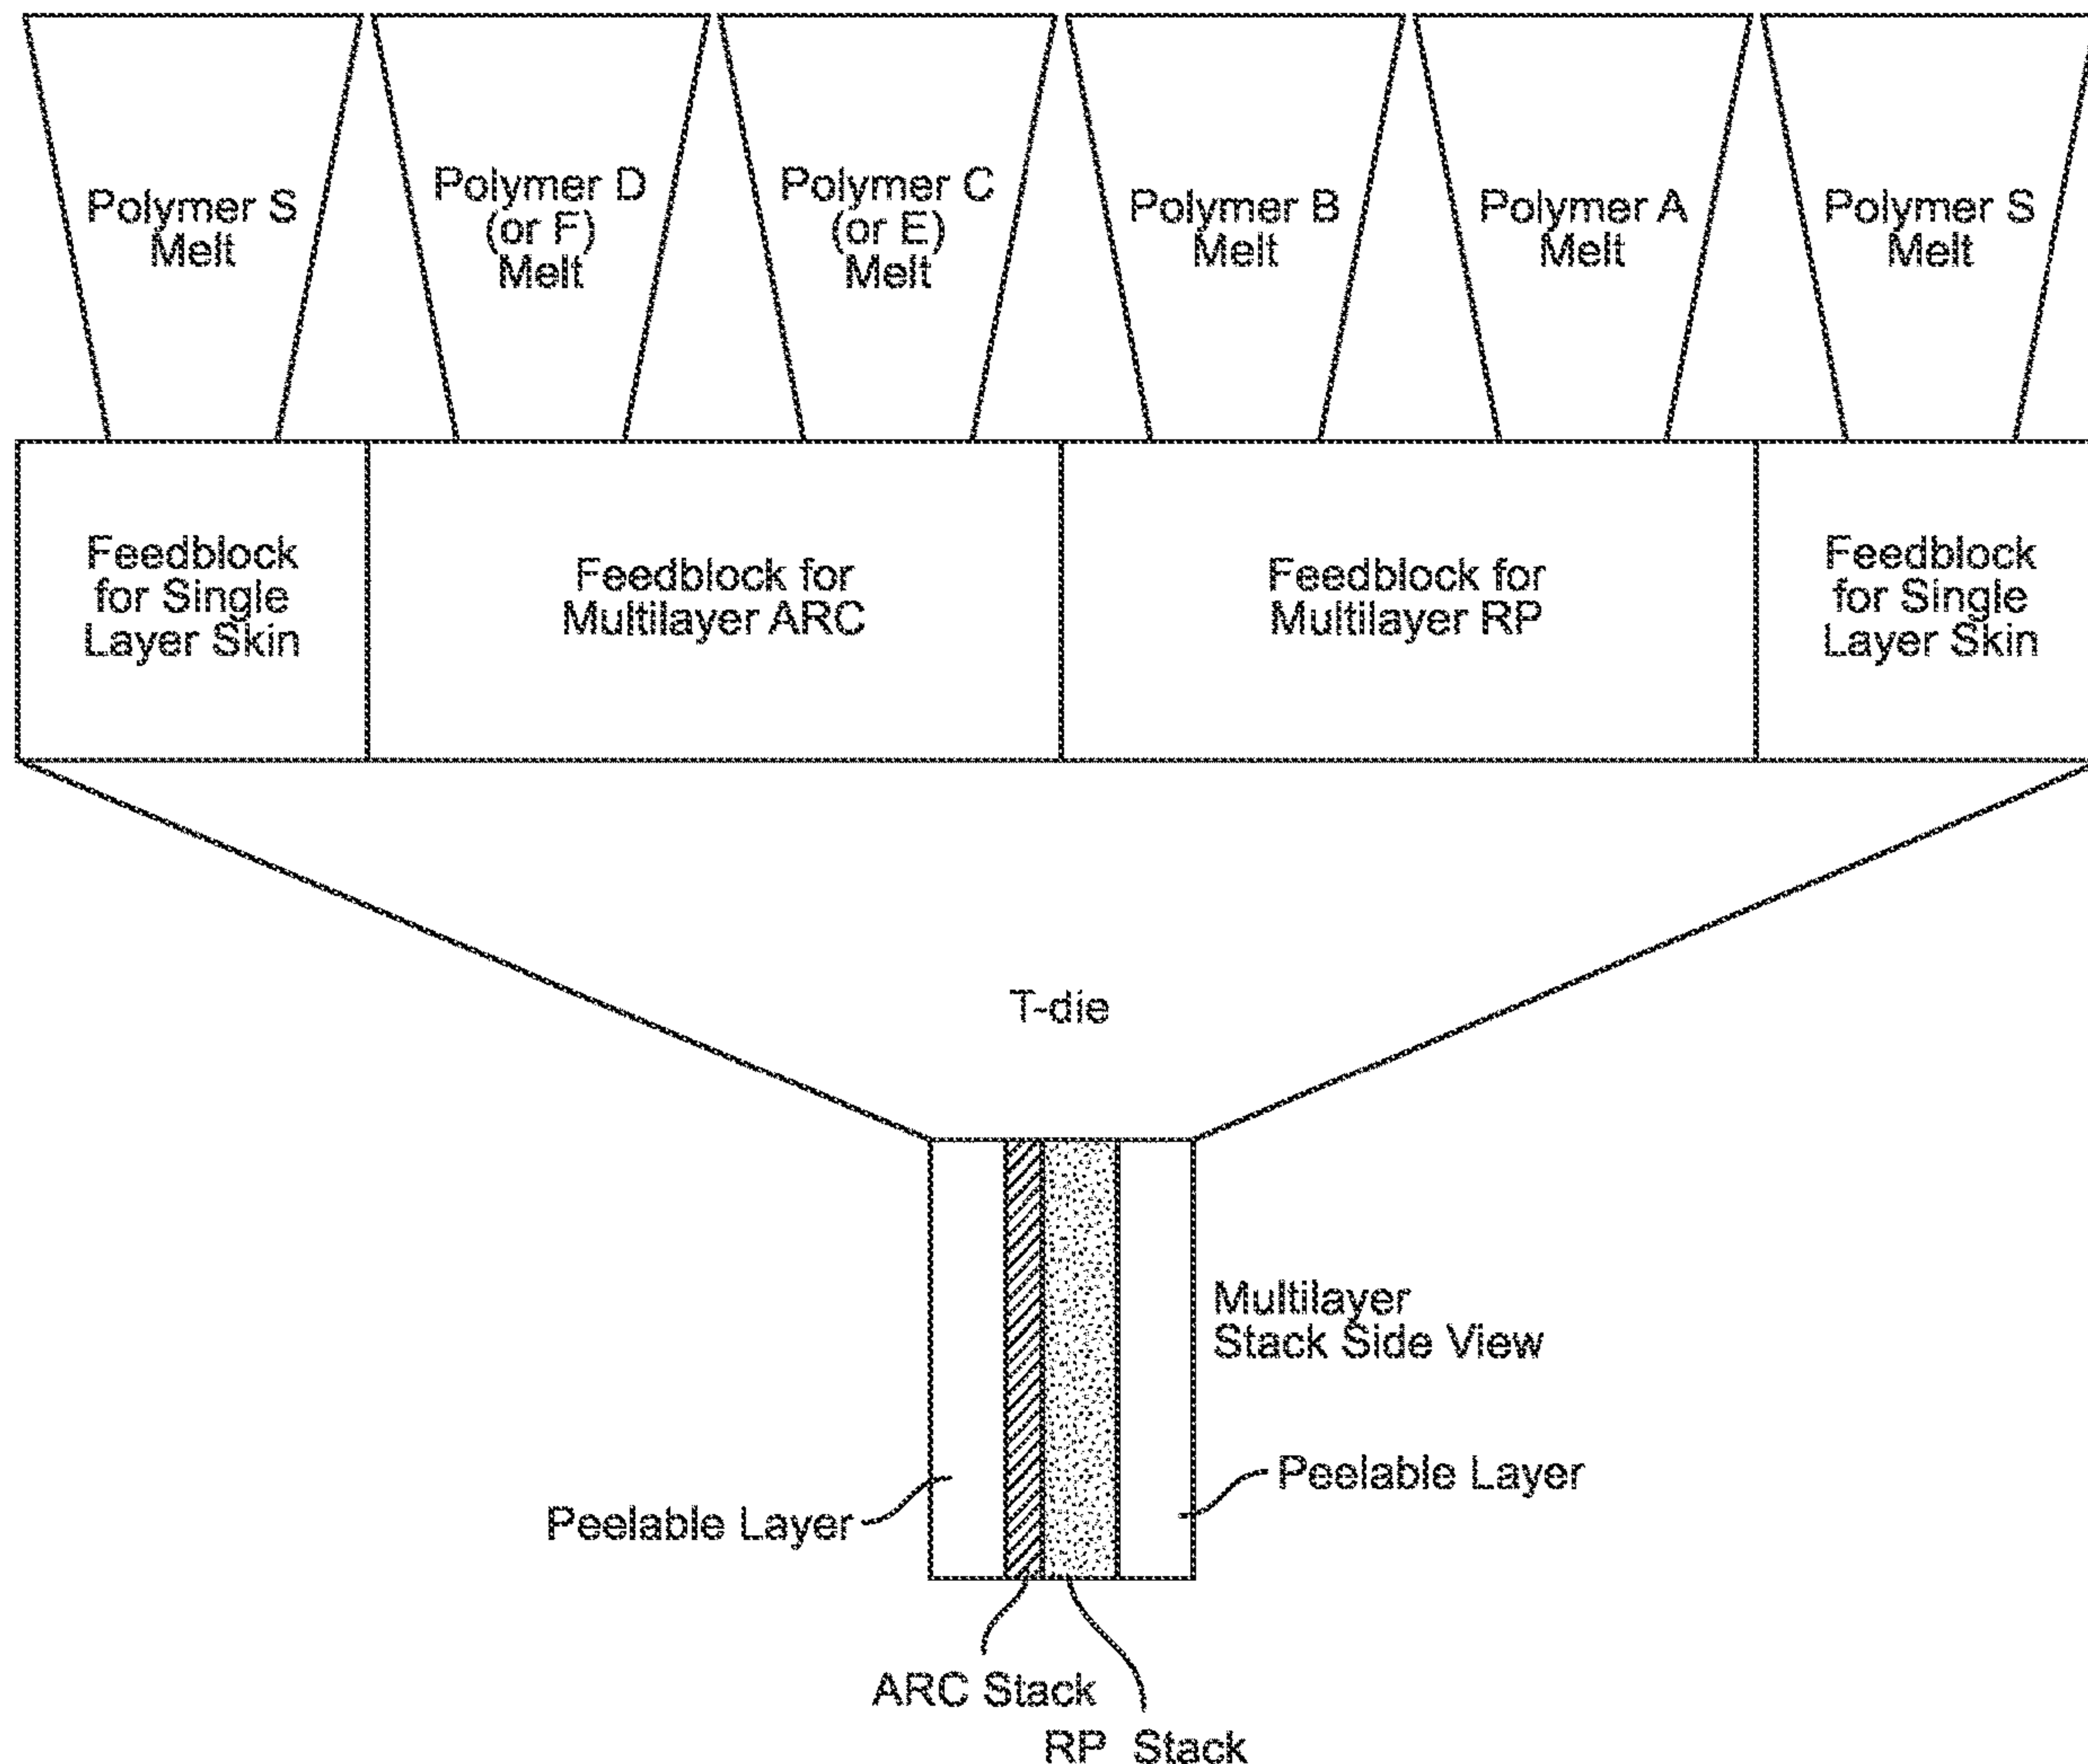 Polymer S
Melt
Polymer D
(or F)
Melt
Polymer C
(or E)
Melt
Polymer B
Melt
Polymer A
Melt
Polymer S
Melt
Feedblock
for Single
Layer Skin
Feedblock for
Multilayer ARC
Feedblock for
Multilayer RP
Feedblock
for Single
Layer Skin
T-die
Multilayer
Stack Side View
Peelable Layer
Peelable Layer
ARC Stack
RP Stack